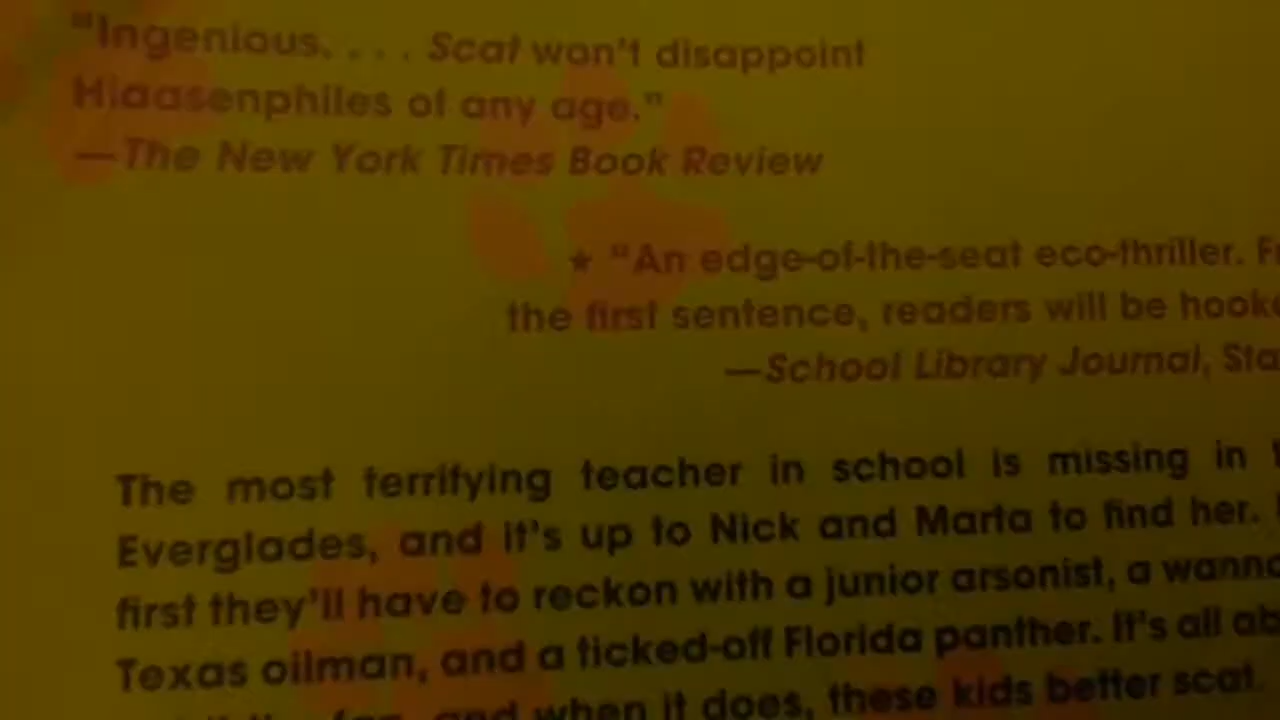 "Ingenious. . . . Scat won't disappoint
Hiaasenphiles of any age."
—The New York Times Book Review
★ "An edge-of-the-seat eco-thriller.
the first sentence, readers will be
—School Library Journal,
The most terrifying teacher in school is missing in
Everglades, and it's up to Nick and Marta to find her.
first they'll have to reckon with a junior arsonist, a
Texas oilman, and a ticked-off Florida panther. It's all
and when it does, these kids better scat.